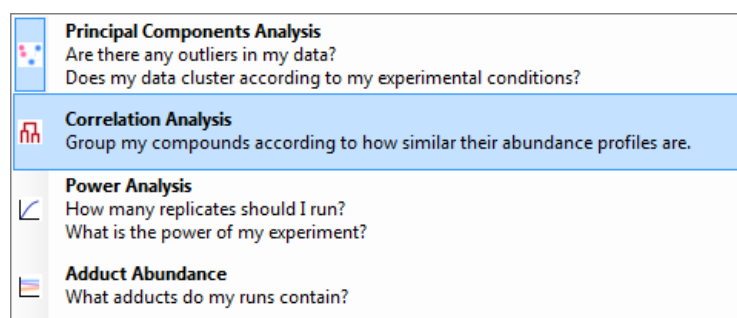 Principal Components Analysis
Are there any outliers in my data?
Does my data cluster according to my experimental conditions?
Correlation Analysis
Group my compounds according to how similar their abundance profiles are.
Power Analysis
How many replicates should I run?
What is the power of my experiment?
Adduct Abundance
What adducts do my runs contain?